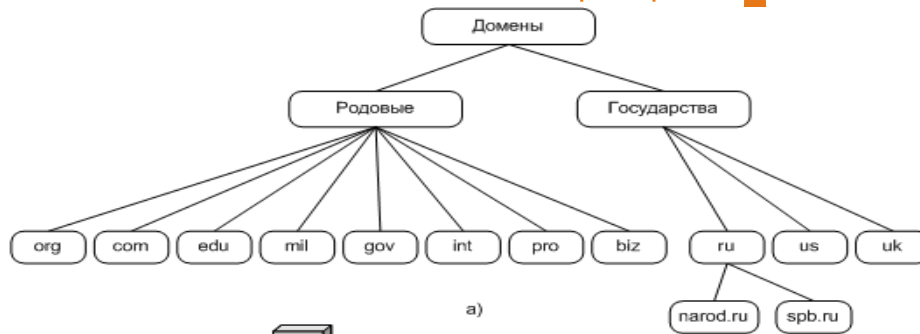 Домены
Родовые Государства
org com edu mil gov int pro biz ru us uk
а)
narod.ru spb.ru